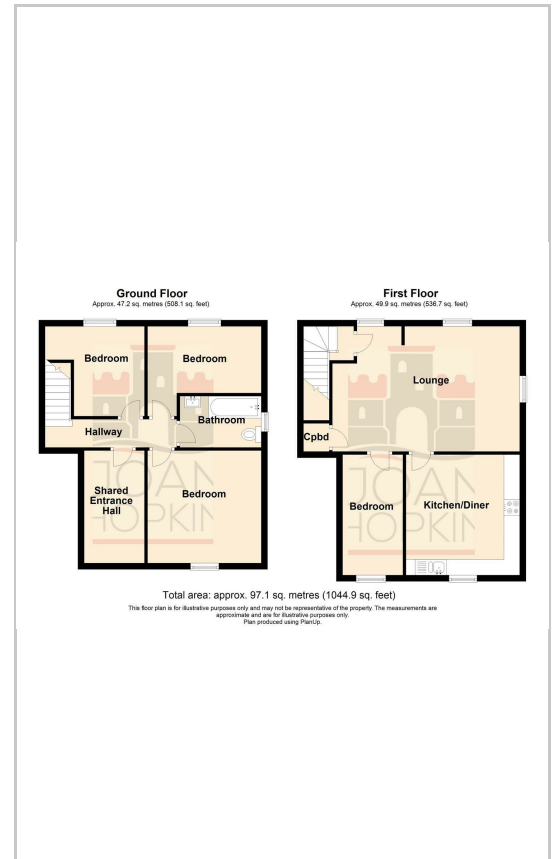 Ground Floor
Approx. 47.2 sq. metres (508.1 sq. feet)
Bedroom
Bedroom
Bathroom
Hallway
Shared
Entrance
Hall
Bedroom
JOAN
HOPKIN
First Floor
Approx. 49.9 sq. metres (536.7 sq. feet)
Lounge
Cpbd
Bedroom
Kitchen/Diner
JOAN
HOPKIN
Total area: approx. 97.1 sq. metres (1044.9 sq. feet)
This floor plan is for illustrative purposes only and may not be representative of the property. The measurements are
approximate and are for illustrative purposes only.
Plan produced using PlanUp.